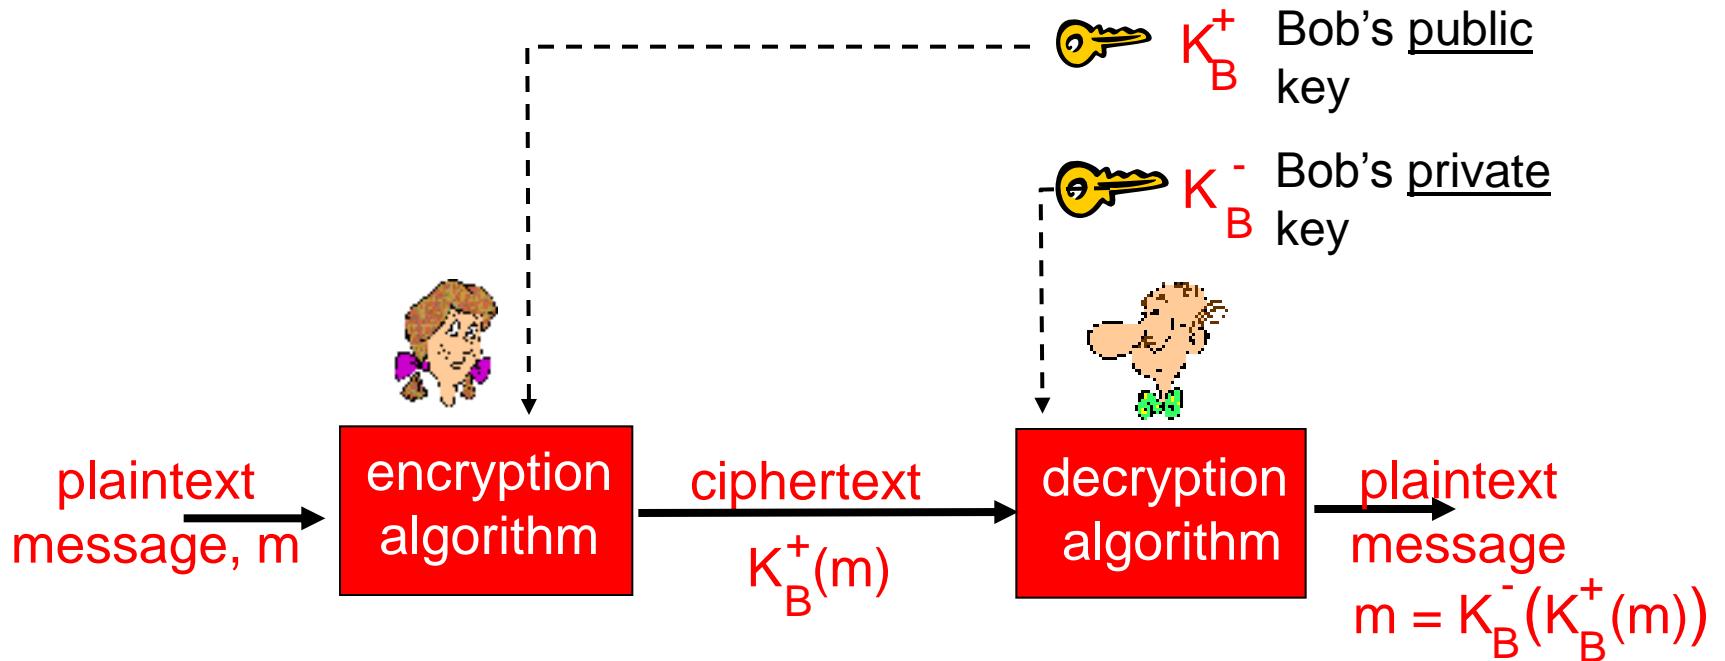 K_B^+ Bob's public
key
K_B^- Bob's private
key
plaintext
message, m
encryption
algorithm
ciphertext
K_B^+(m)
decryption
algorithm
plaintext
message
m = K_B^-(K_B^+(m))